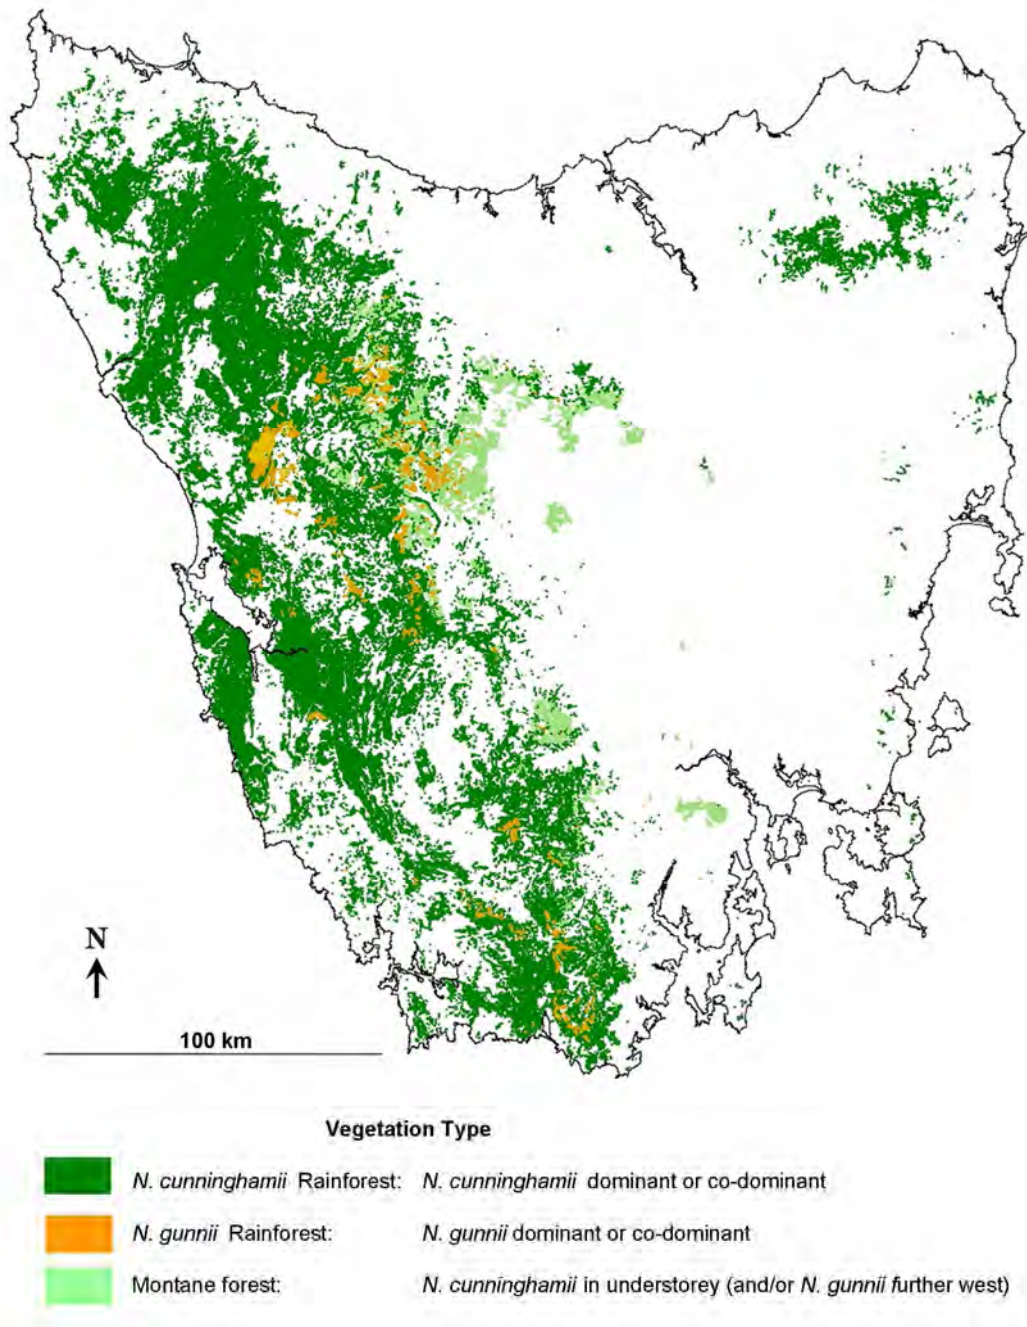 N
100 km
Vegetation Type
N. cunninghamii Rainforest: N. cunninghamii dominant or co-dominant
N. gunnii Rainforest: N. gunnii dominant or co-dominant
Montane forest: N. cunninghamii in understorey (and/or N. gunnii further west)